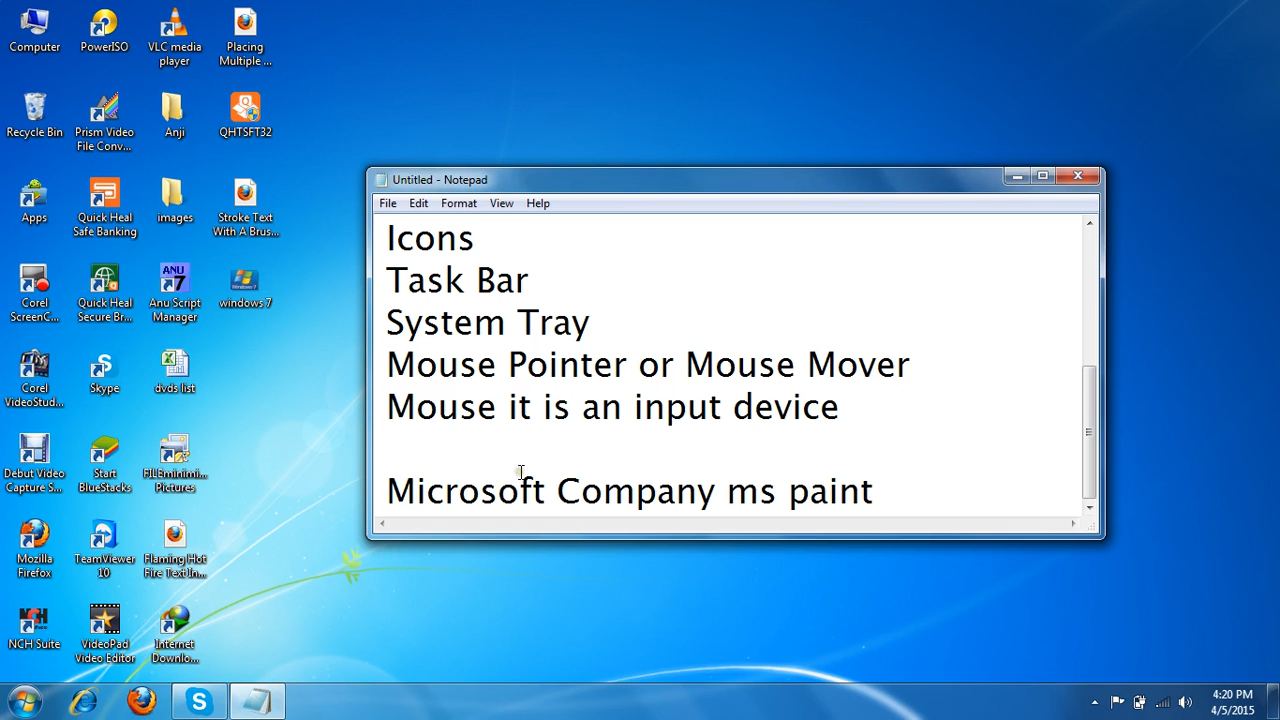 Computer
PowerISO
VLC media
player
Placing
Multiple ...
Recycle Bin
Prism Video
File Conv...
Anji
QHTSFT32
Apps
Quick Heal
Safe Banking
images
Stroke Text
With A Brus...
Corel
ScreenC...
Quick Heal
Secure Br...
ANU
7
Anu Script
Manager
windows 7
Corel
VideoStud...
Skype
dvds list
Debut Video
Capture S...
Start
BlueStacks
FILEminimi...
Pictures
Mozilla
Firefox
TeamViewer
10
Flaming Hot
Fire Text In...
NCH
NCH Suite
VideoPad
Video Editor
Internet
Downlo...
Untitled - Notepad
File Edit Format View Help
Icons
Task Bar
System Tray
Mouse Pointer or Mouse Mover
Mouse it is an input device
Microsoft Company ms paint
4:20 PM
4/5/2015